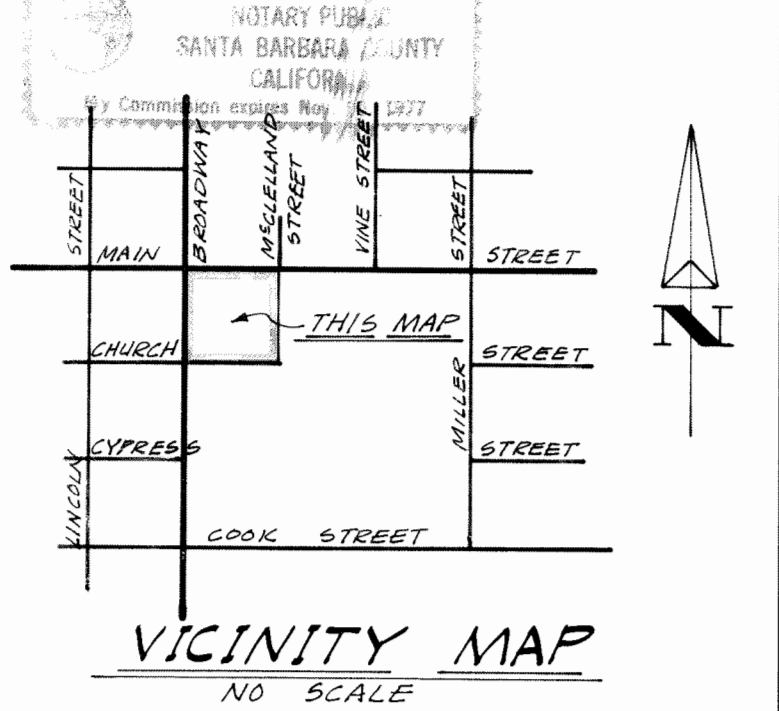 NOTARY PUBLIC
SANTA BARBARA COUNTY
CALIFORNIA
My Commission expires Nov. 1977
STREET
BROADWAY
McCLELLAND
STREET
VINE STREET
STREET
MAIN
STREET
THIS MAP
CHURCH
STREET
MILLER
N
CYPRESS
STREET
LINCOLN
COOK STREET
VICINITY MAP
NO SCALE